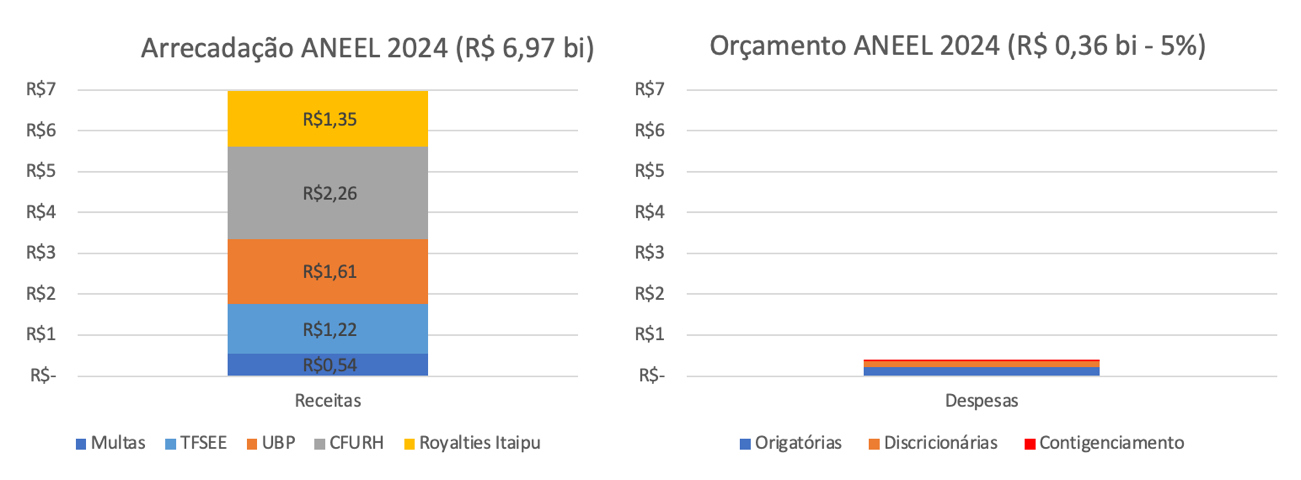 Arrecadação ANEEL 2024 (R$ 6,97 bi)
R$7
R$6
R$5
R$4
R$3
R$2
R$1
R$-
R$1,35
R$2,26
R$1,61
R$1,22
R$0,54
Receitas
Multas TFSEE UBP CFURH Royalties Itaipu
Orçamento ANEEL 2024 (R$ 0,36 bi - 5%)
R$7
R$6
R$5
R$4
R$3
R$2
R$1
R$-
Despesas
Origatórias Discricionárias Contigenciamento